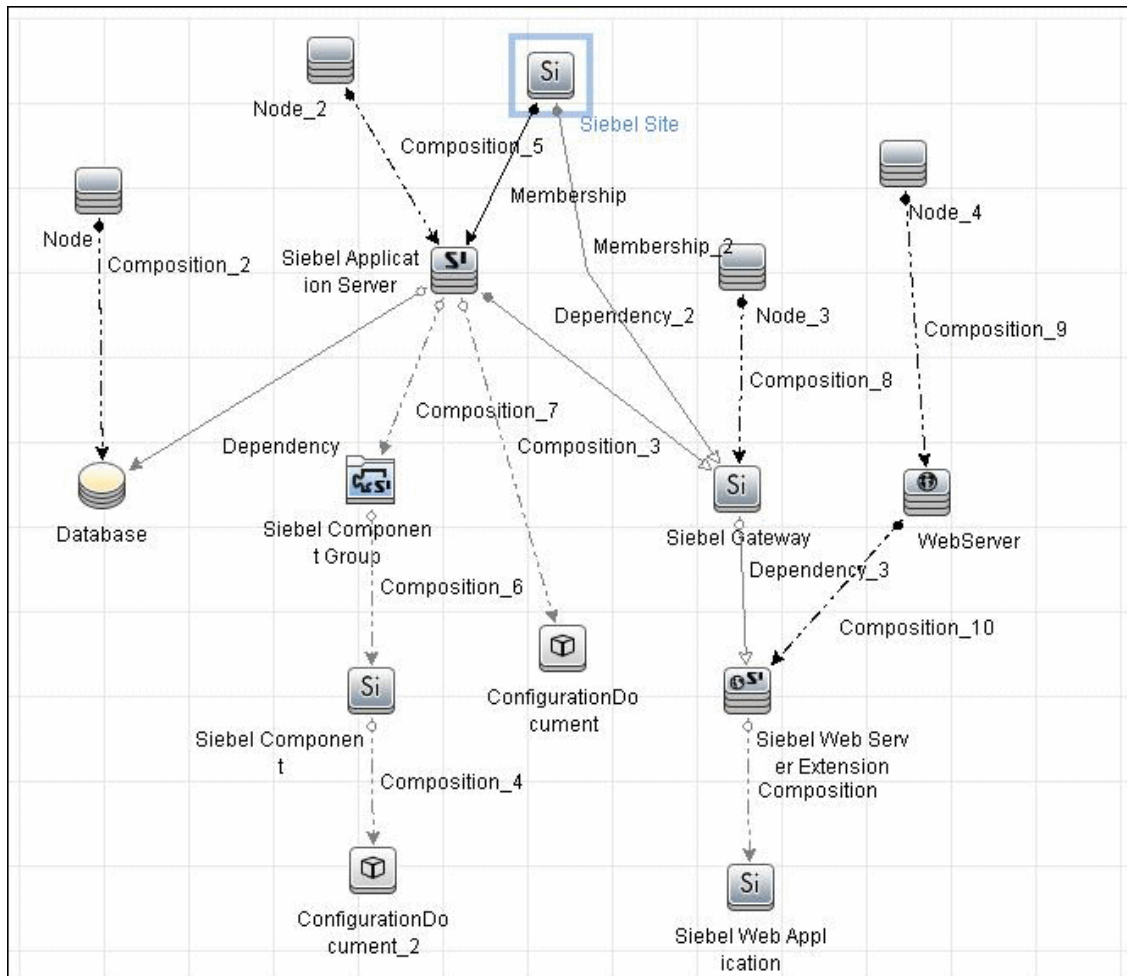 Si
Node_2
Siebel Site
Composition_5
Membership
Node_4
Node
Composition_2
Siebel Applicat
ion Server
Membership_2
Dependency_2
Node_3
Composition_9
Composition_8
Composition_7
Dependency
Composition_3
Si
Database
Siebel Componen
t Group
Siebel Gateway
WebServer
Composition_6
Dependency_3
Composition_10
Si
ConfigurationDo
cument
Siebel Componen
t
Siebel Web Serv
er Extension
Composition_4
Composition
Si
ConfigurationDo
cument_2
Siebel Web Appl
ication